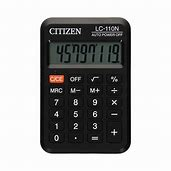 CITIZEN
LC-110N
AUTO POWER OFF
C/CE OFF √ % ÷
MRC M- M+ ×
7 8 9 −
4 5 6
1 2 3 +
0 . =